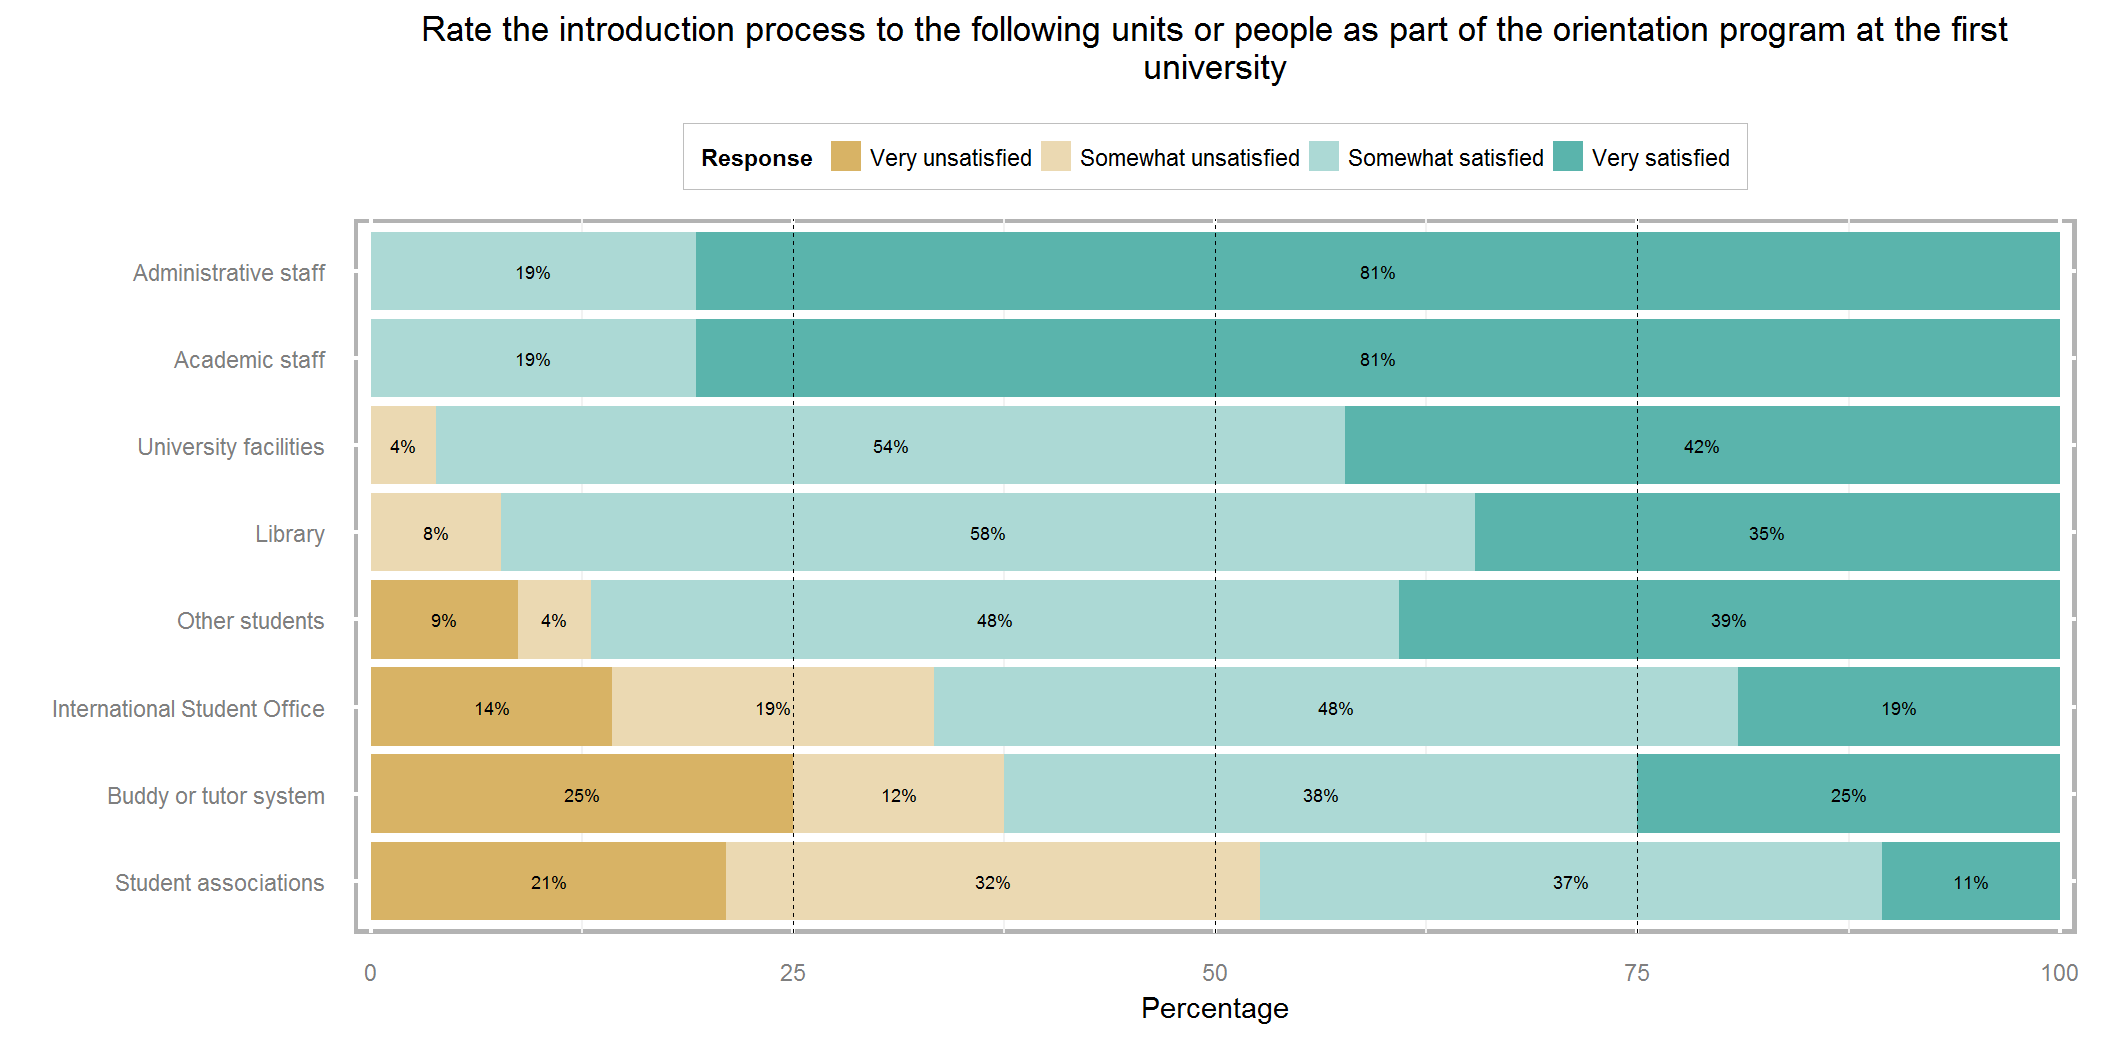 Rate the introduction process to the following units or people as part of the orientation program at the first
university
Response Very unsatisfied Somewhat unsatisfied Somewhat satisfied Very satisfied
Administrative staff 19% 81%
Academic staff 19% 81%
University facilities 4% 54% 42%
Library 8% 58% 35%
Other students 9% 4% 48% 39%
International Student Office 14% 19% 48% 19%
Buddy or tutor system 25% 12% 38% 25%
Student associations 21% 32% 37% 11%
0 25 50 75 100
Percentage